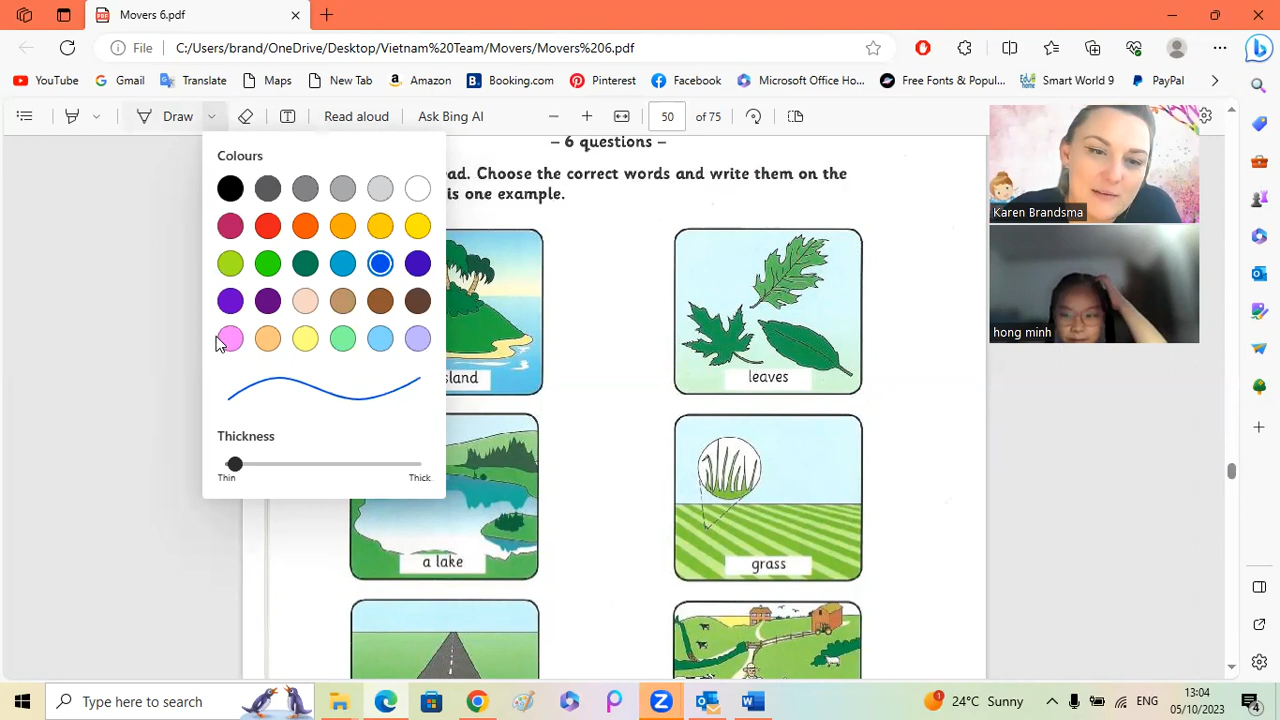 Movers 6.pdf
File C:/Users/brand/OneDrive/Desktop/Vietnam%20Team/Movers/Movers%206.pdf
YouTube Gmail Translate Maps New Tab Amazon Booking.com Pinterest Facebook Microsoft Office Ho... Free Fonts & Popul... Smart World 9 PayPal
Draw Read aloud Ask Bing AI 50 of 75
Colours
Thickness
Thin Thick
– 6 questions –
ead. Choose the correct words and write them on the
is one example.
sland
leaves
a lake
grass
Karen Brandsma
hong minh
Type here to search
24°C Sunny
ENG
13:04
05/10/2023
1
4